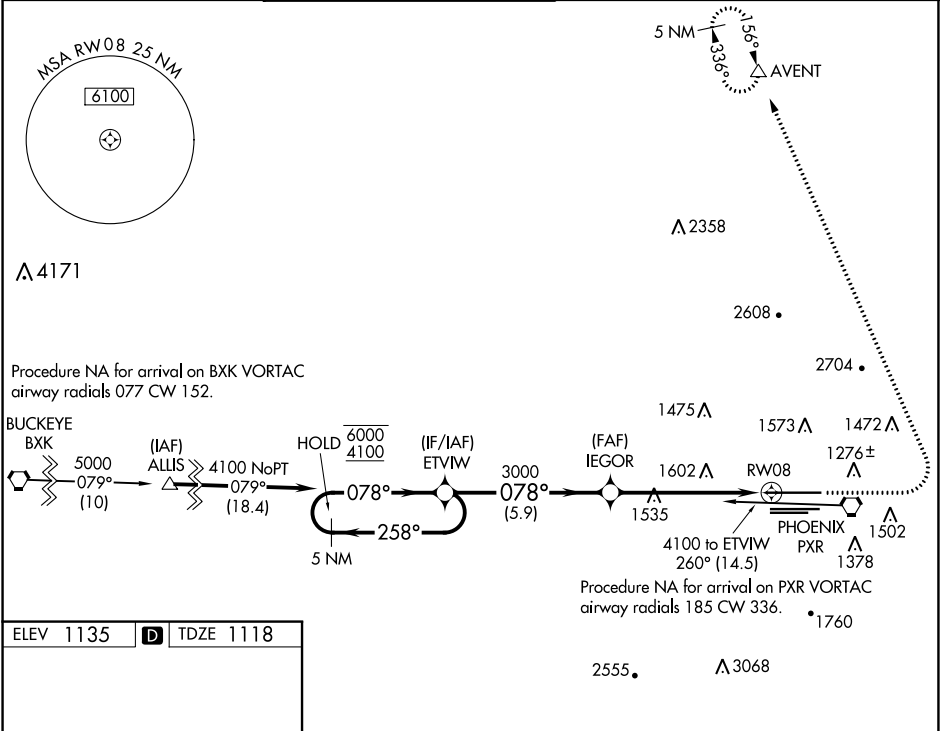 MSA RW08 25 NM
6100
5 NM
156°
336°
AVENT
2358
4171
2608
2704
Procedure NA for arrival on BXK VORTAC
airway radials 077 CW 152.
1475
1573
1472
BUCKEYE
BXK
5000
079°
(10)
(IAF)
ALLIS
4100 NoPT
079°
(18.4)
HOLD
6000
4100
078°
258°
5 NM
(IF/IAF)
ETVIW
3000
078°
(5.9)
(FAF)
IEGOR
1602
1535
RW08
1276±
PHOENIX
PXR
1502
1378
4100 to ETVIW
260° (14.5)
Procedure NA for arrival on PXR VORTAC
airway radials 185 CW 336.
1760
ELEV 1135 D TDZE 1118
2555
3068